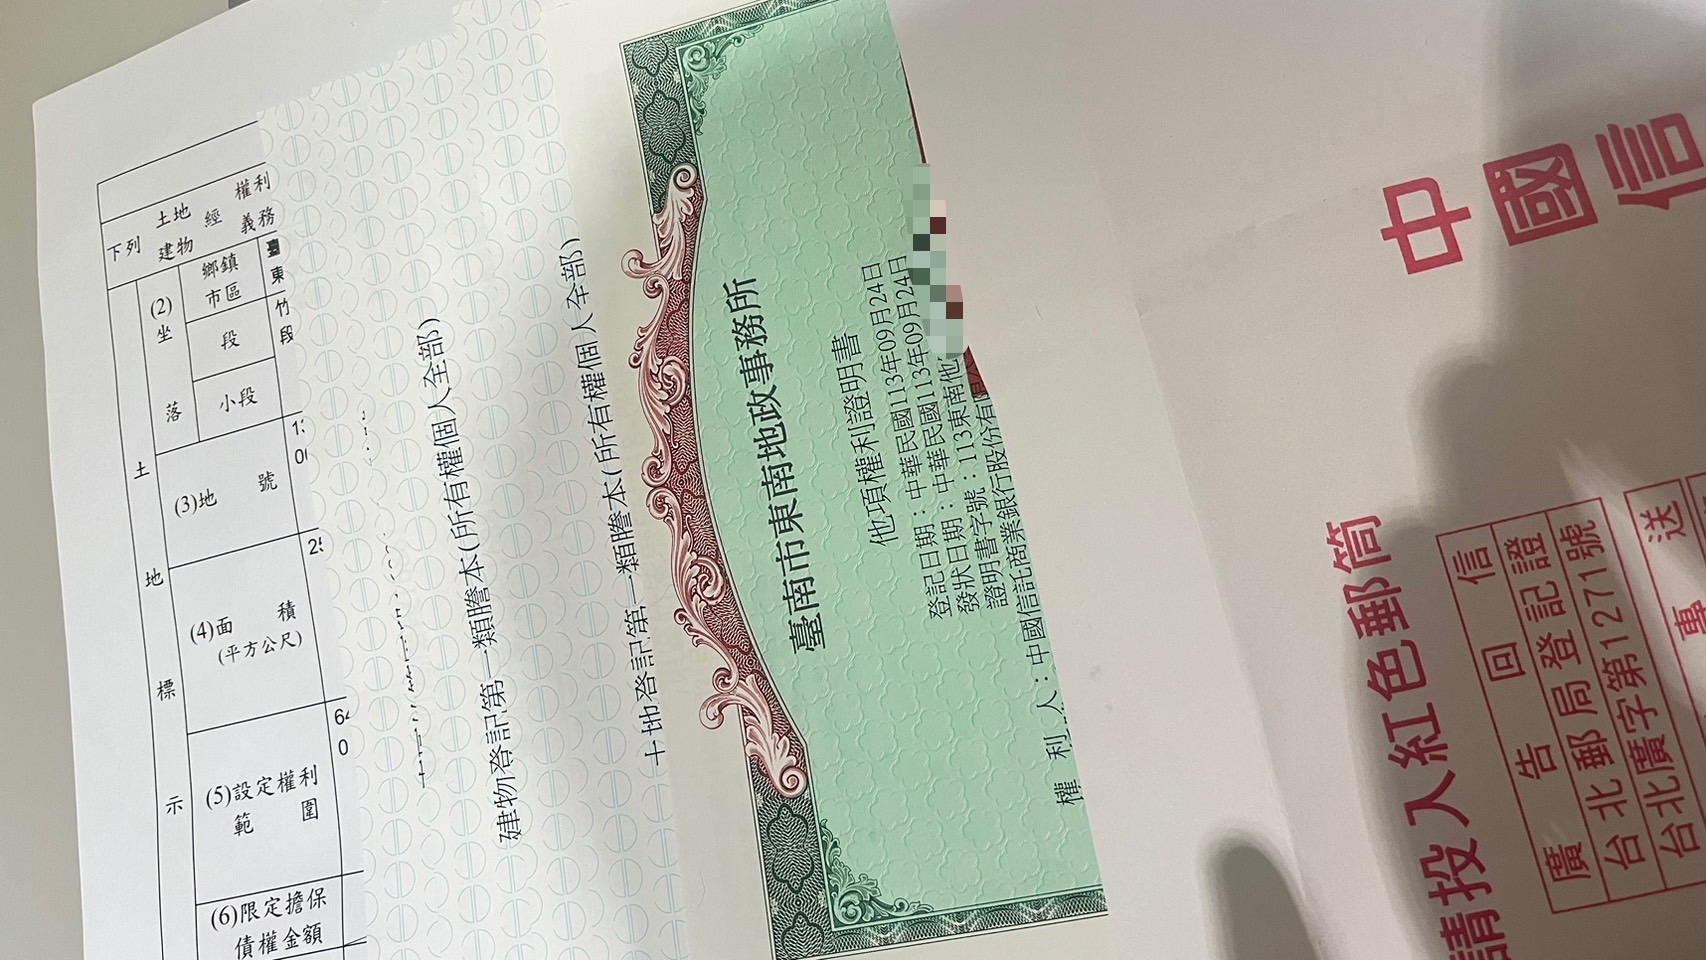 權利
土地 經
下列 建物 義務
土地標示
(2)坐落
鄉鎮市區
臺
東
段
竹
段
小段
(3)地 號
(4)面 積
(平方公尺)
(5)設定權利
範 圍
(6)限定擔保
債權金額
建物登記第一類謄本(所有權個人全部)
土地登記第一類謄本(所有權個人全部)
臺南市東南地政事務所
他項權利證明書
登記日期：中華民國113年09月24日
發狀日期：中華民國113年09月24日
證明書字號：113東南他
權 利 人：中國信託商業銀行股份有
中國信
請投入紅色郵筒
廣告回信
台北郵局登記證
台北廣字第1271號
專送